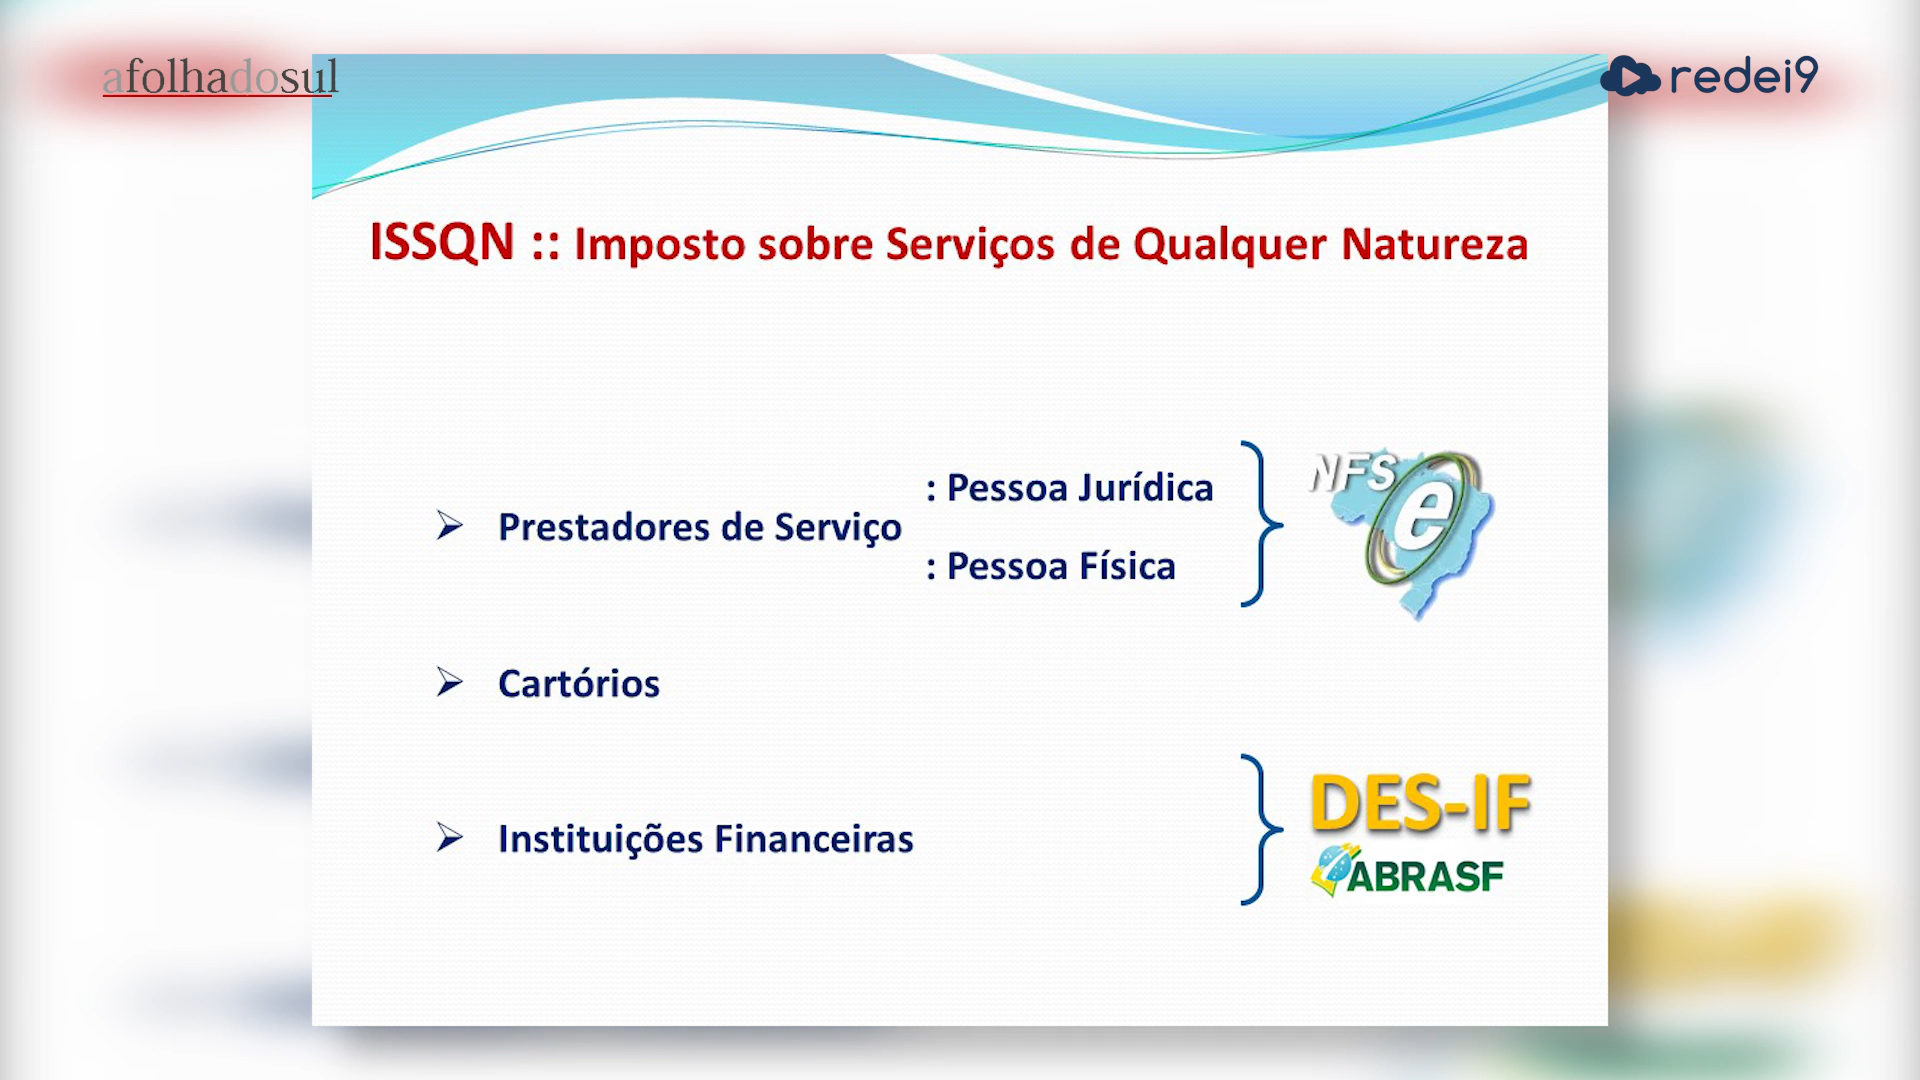 afolhadosul
redei9
ISSQN :: Imposto sobre Serviços de Qualquer Natureza
: Pessoa Jurídica
➢ Prestadores de Serviço
: Pessoa Física
NFS e
➢ Cartórios
➢ Instituições Financeiras
DES-IF
ABRASF